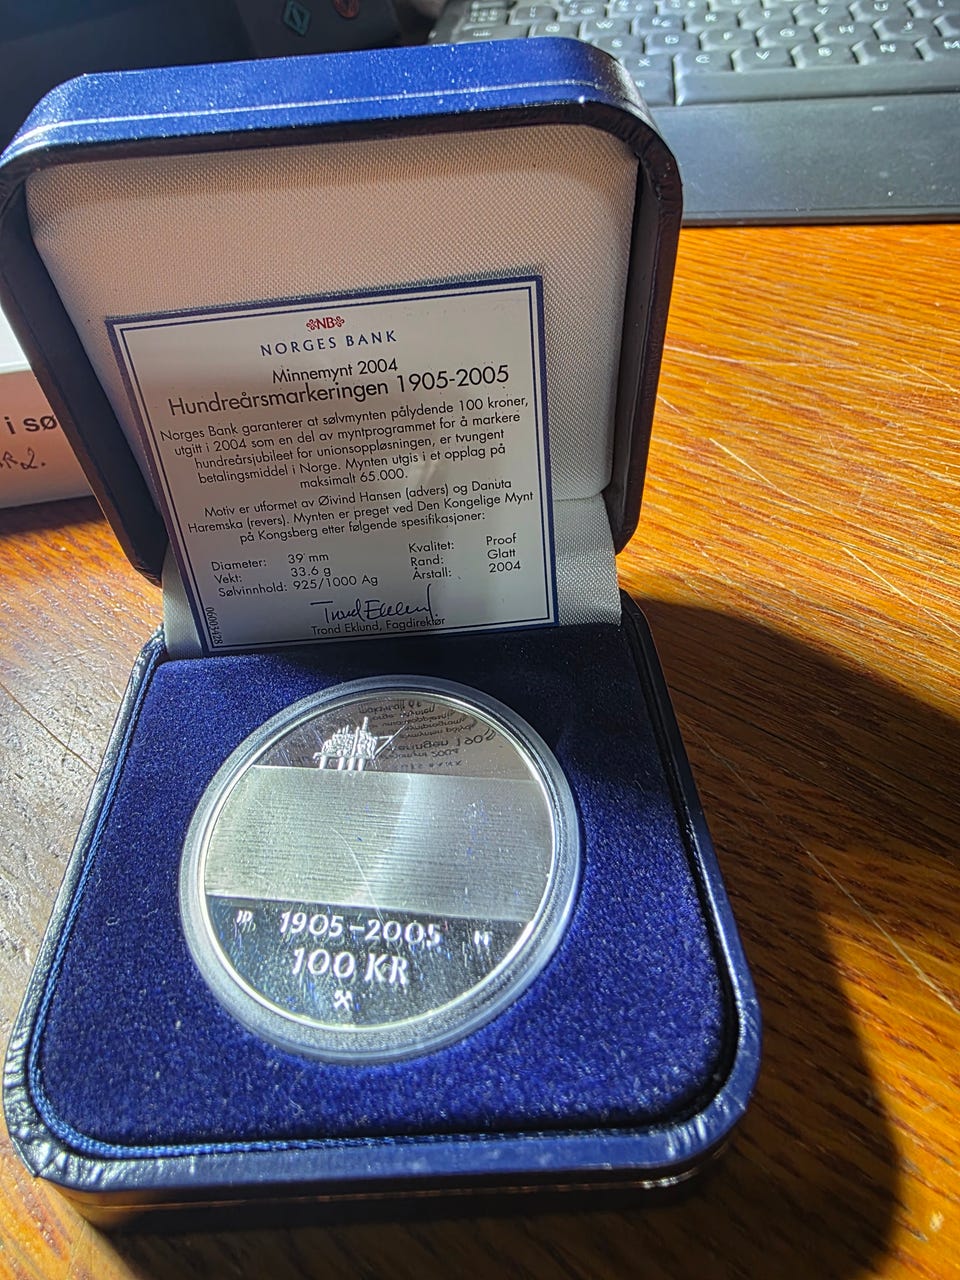 NB
NORGES BANK
Minnemynt 2004
Hundreårsmarkeringen 1905-2005
Norges Bank garanterer at sølvmynten pålydende 100 kroner,
utgitt i 2004 som en del av myntprogrammet for å markere
hundreårsjubileet for unionsoppløsningen, er tvungent
betalingsmiddel i Norge. Mynten utgis i et opplag på
maksimalt 65.000.
Motiv er utformet av Øivind Hansen (advers) og Danuta
Haremska (revers). Mynten er preget ved Den Kongelige Mynt
på Kongsberg etter følgende spesifikasjoner:
Diameter: 39 mm Kvalitet: Proof
Vekt: 33.6 g Rand: Glatt
Sølvinnhold: 925/1000 Ag Årstall: 2004
Trond Eklund
Trond Eklund, Fagdirektør
i sø
R2.
1905-2005
100 KR